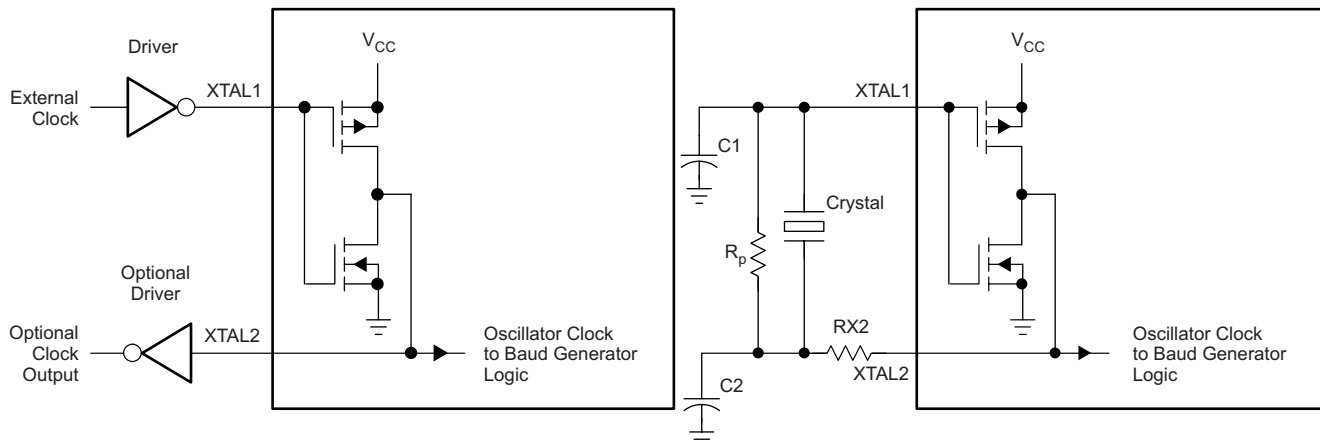 Driver
V_CC
External
Clock
XTAL1
Optional
Driver
Optional
Clock
Output
XTAL2
Oscillator Clock
to Baud Generator
Logic
V_CC
XTAL1
C1
Crystal
R_p
RX2
XTAL2
C2
Oscillator Clock
to Baud Generator
Logic